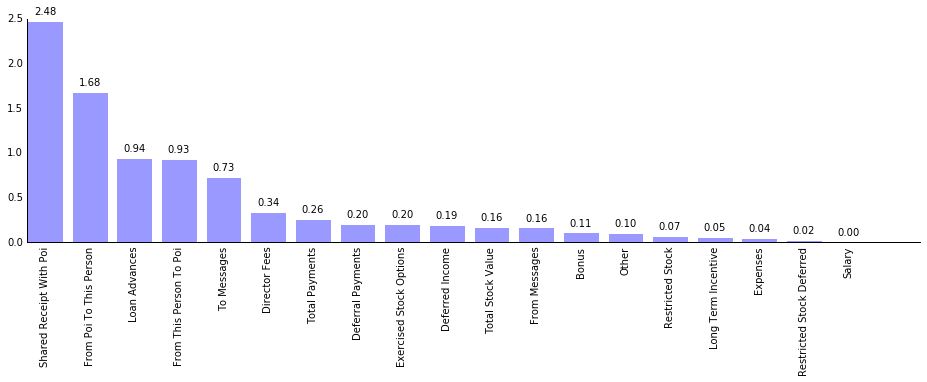 2.48
2.5
2.0
1.68
1.5
1.0
0.94
0.93
0.73
0.5
0.34
0.26
0.20
0.20
0.19
0.16
0.16
0.11
0.10
0.07
0.05
0.04
0.02
0.00
0.0
Shared Receipt With Poi
From Poi To This Person
Loan Advances
From This Person To Poi
To Messages
Director Fees
Total Payments
Deferral Payments
Exercised Stock Options
Deferred Income
Total Stock Value
From Messages
Bonus
Other
Restricted Stock
Long Term Incentive
Expenses
Restricted Stock Deferred
Salary